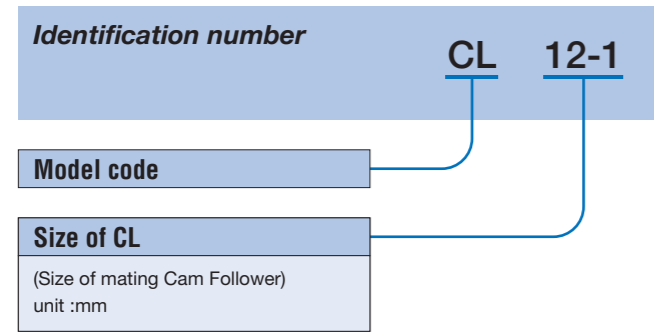 Identification number
CL 12-1
Model code
Size of CL
(Size of mating Cam Follower)
unit :mm